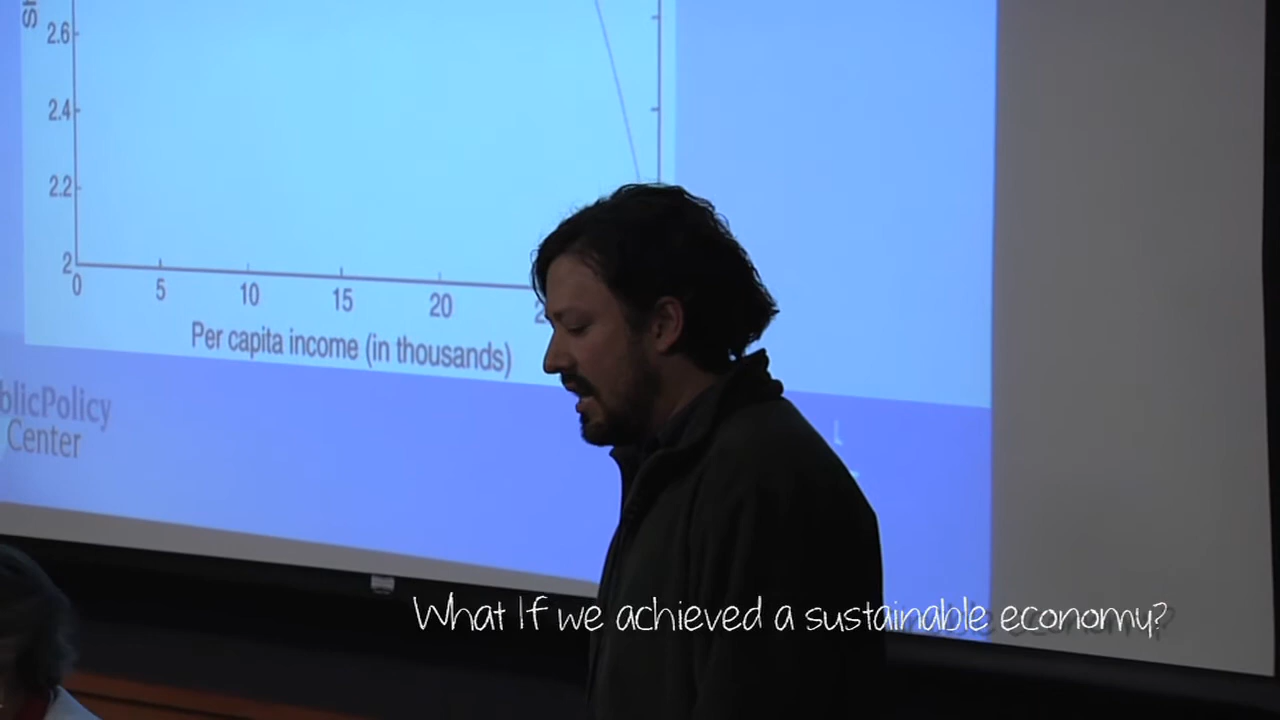 2.6
2.4
2.2
2
0 5 10 15 20
Per capita income (in thousands)
blicPolicy
Center
What If we achieved a sustainable economy?